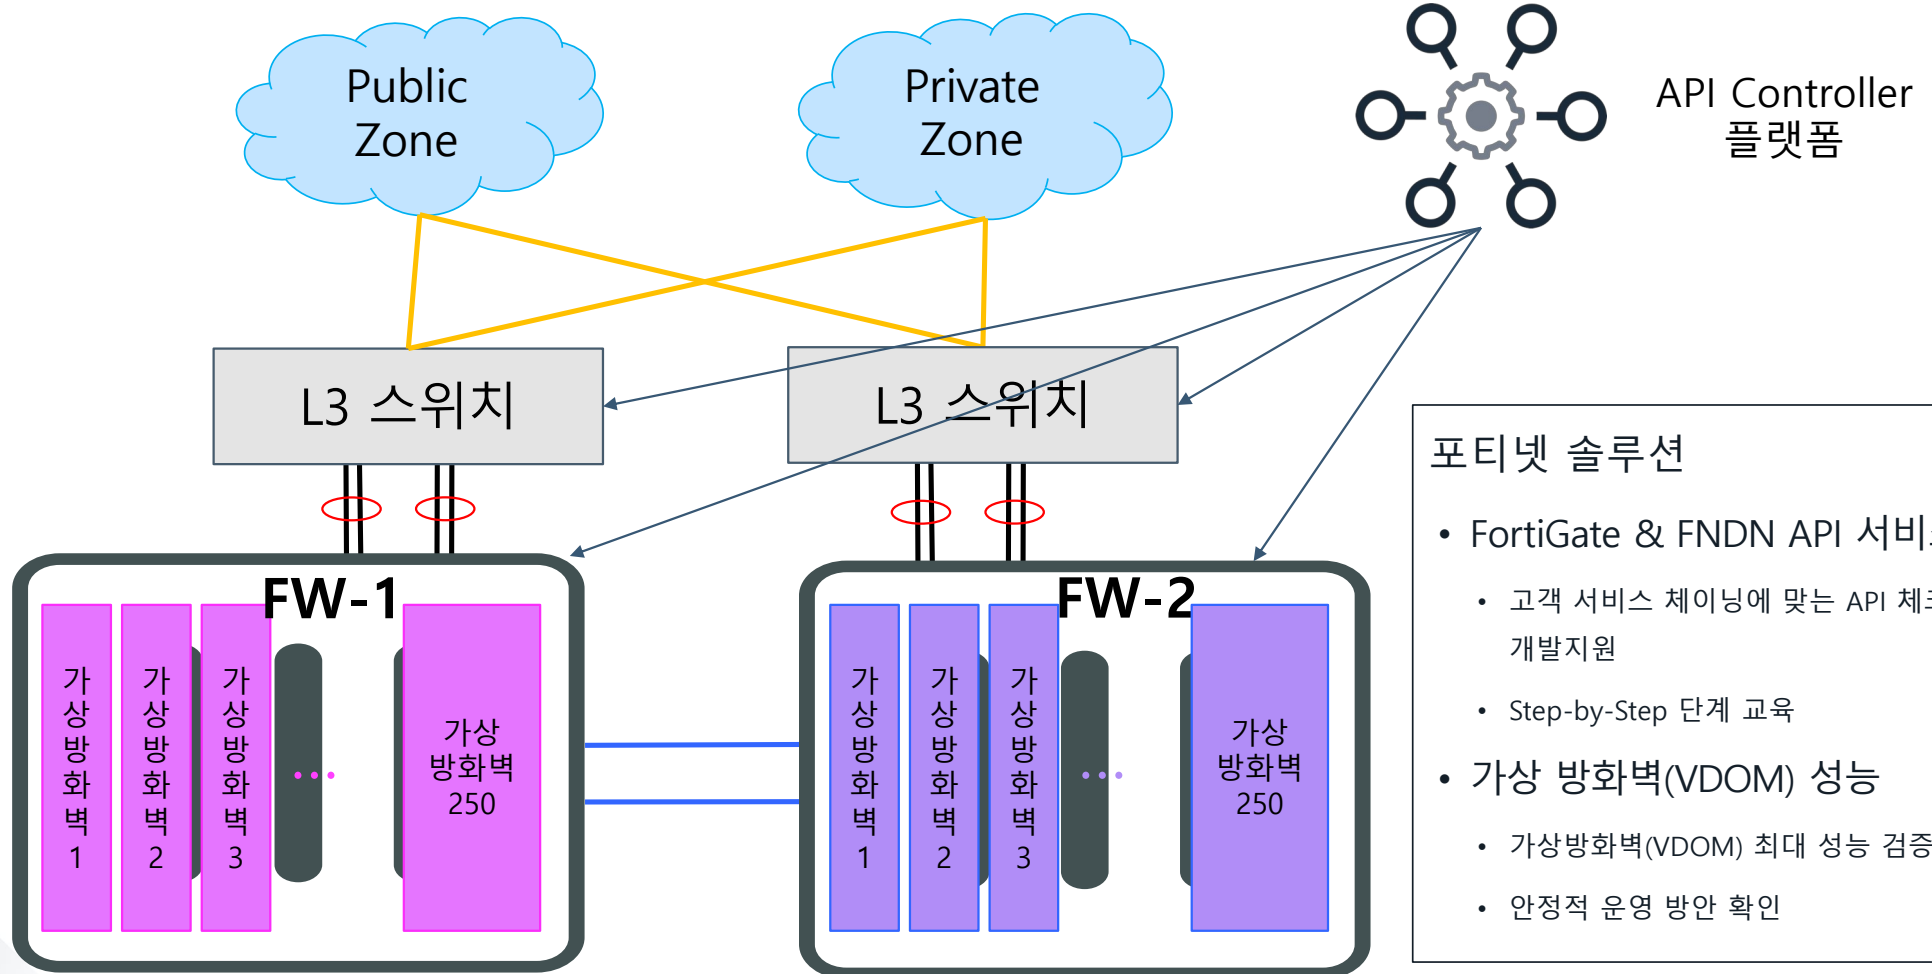 Public
Zone
Private
Zone
API Controller
플랫폼
L3 스위치
L3 스위치
FW-1
가
상
방
화
벽
1
가
상
방
화
벽
2
가
상
방
화
벽
3
...
가상
방화벽
250
FW-2
가
상
방
화
벽
1
가
상
방
화
벽
2
가
상
방
화
벽
3
...
가상
방화벽
250
포티넷 솔루션
• FortiGate & FNDN API
• 고객 서비스 체이닝에 맞는 API
개발지원
• Step-by-Step 단계 교육
• 가상 방화벽(VDOM) 성능
• 가상방화벽(VDOM) 최대 성능 검증
• 안정적 운영 방안 확인